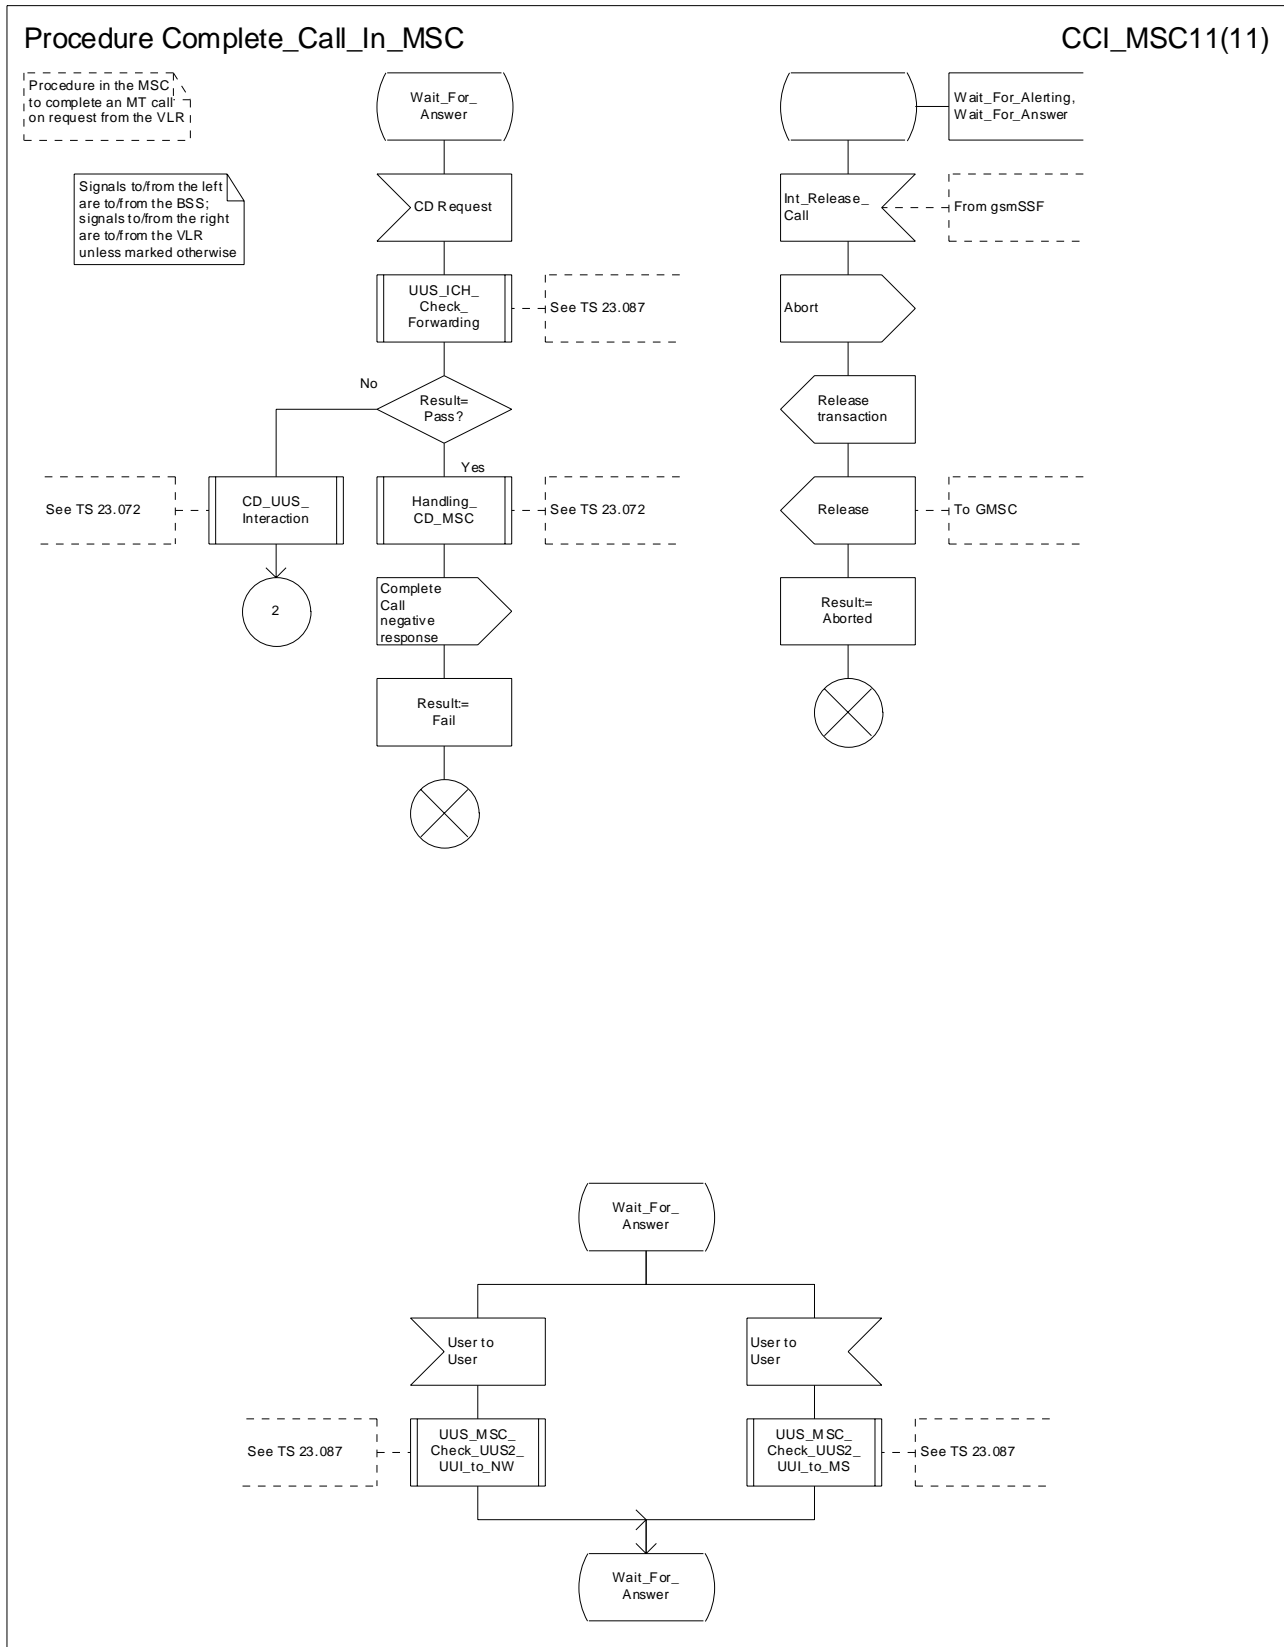 Procedure Complete_Call_In_MSC
CCI_MSC11(11)
Procedure in the MSC
to complete an MT call
on request from the VLR
Signals to/from the left
are to/from the BSS;
signals to/from the right
are to/from the VLR
unless marked otherwise
Wait_For_
Answer
CD Request
UUS_ICH_
Check_
Forwarding
See TS 23.087
Result=
Pass?
No
Yes
See TS 23.072
CD_UUS_
Interaction
2
Handling_
CD_MSC
See TS 23.072
Complete
Call
negative
response
Result:=
Fail
Wait_For_Alerting,
Wait_For_Answer
Int_Release_
Call
From gsmSSF
Abort
Release
transaction
Release
To GMSC
Result:=
Aborted
Wait_For_
Answer
User to
User
User to
User
See TS 23.087
UUS_MSC_
Check_UUS2_
UUI_to_NW
UUS_MSC_
Check_UUS2_
UUI_to_MS
See TS 23.087
Wait_For_
Answer